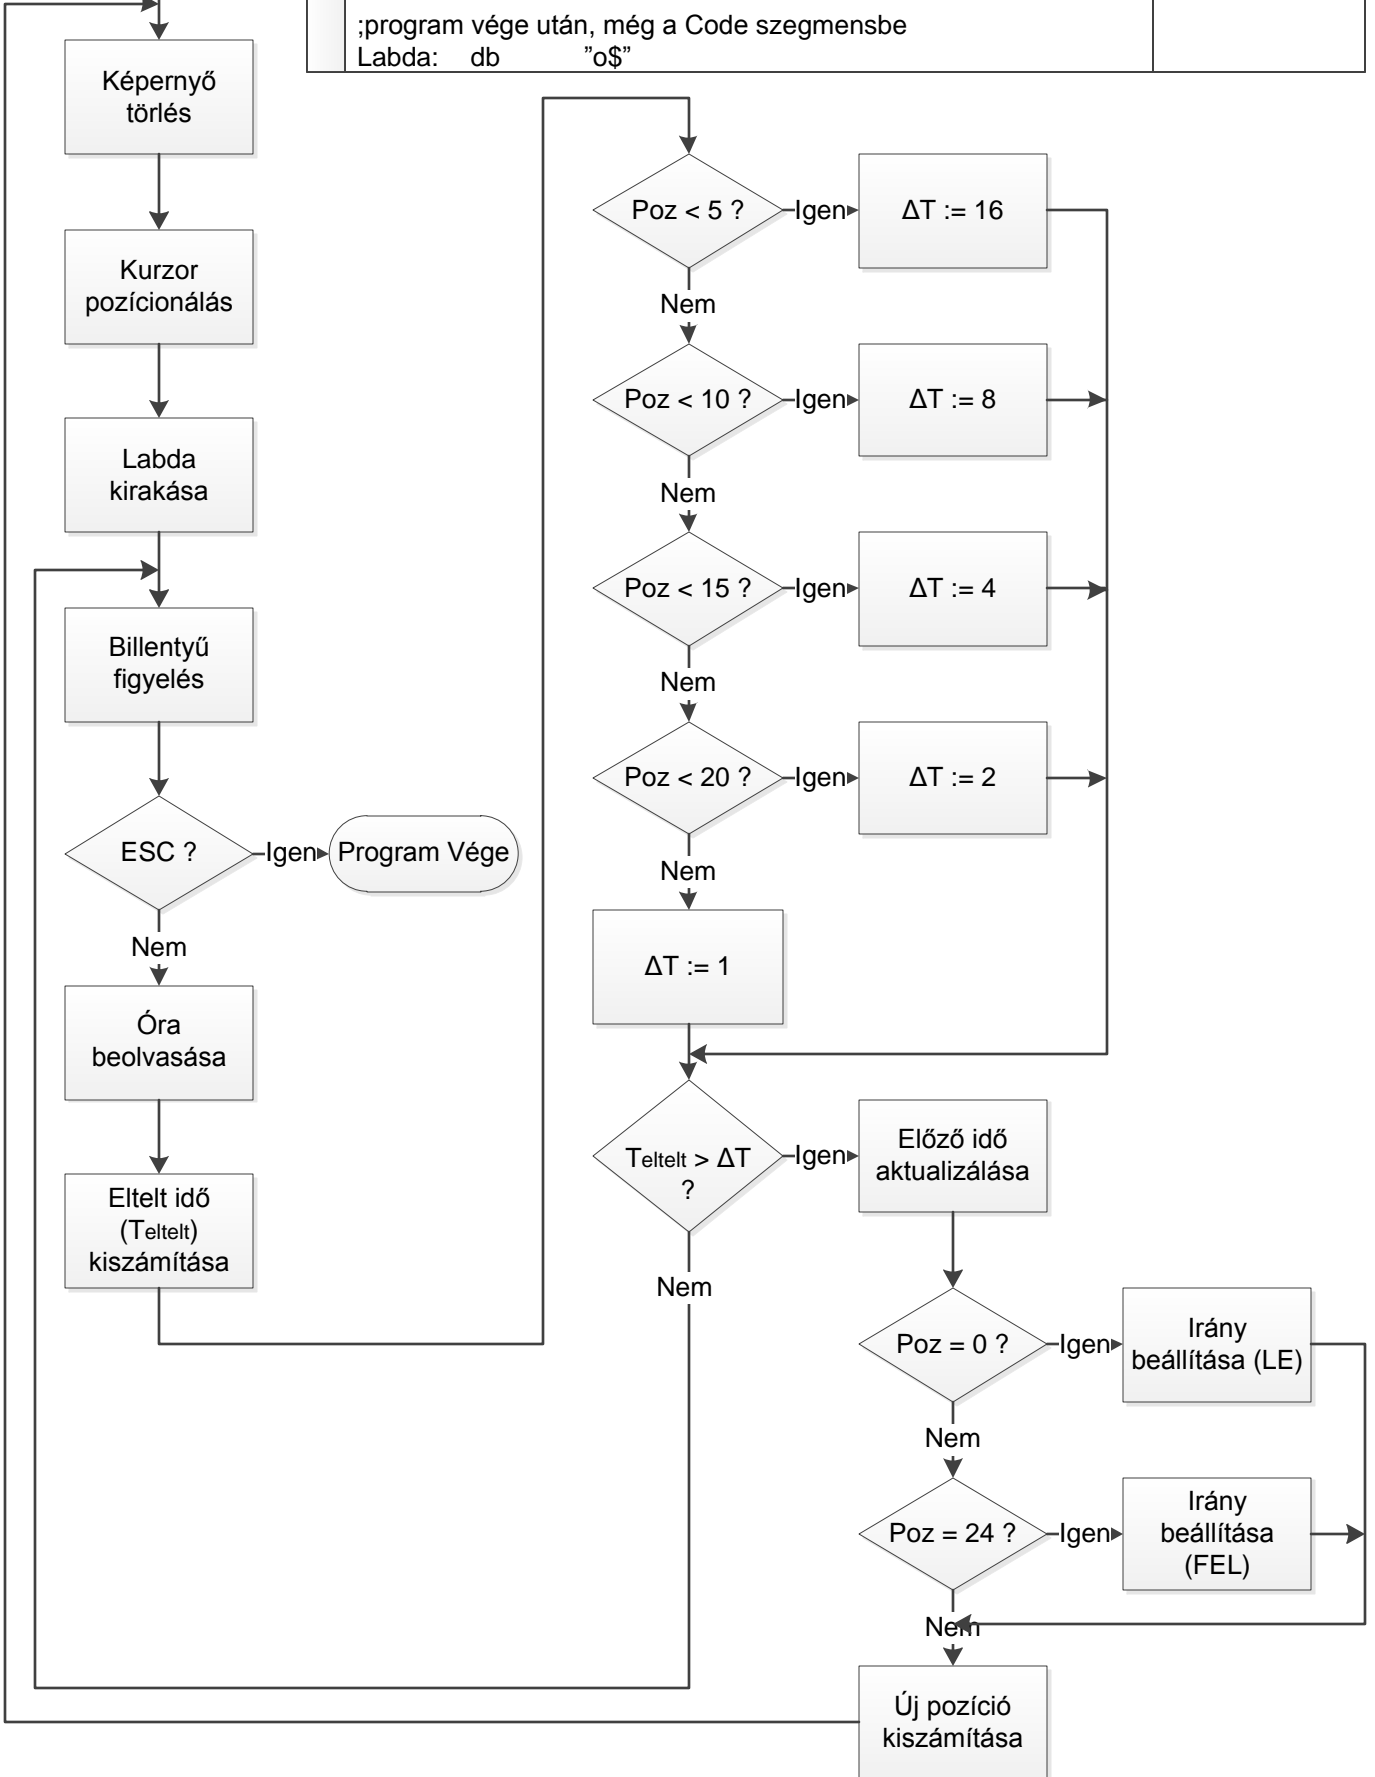 ;program vége után, még a Code szegmensbe
Labda: db ”o$”
Képernyő
törlés
Kurzor
pozícionálás
Labda
kirakása
Billentyű
figyelés
ESC ?
Igen
Program Vége
Nem
Óra
beolvasása
Eltelt idő
(Teltelt)
kiszámítása
Poz < 5 ?
Igen
ΔT := 16
Nem
Poz < 10 ?
Igen
ΔT := 8
Nem
Poz < 15 ?
Igen
ΔT := 4
Nem
Poz < 20 ?
Igen
ΔT := 2
Nem
ΔT := 1
Teltelt > ΔT
?
Igen
Nem
Előző idő
aktualizálása
Poz = 0 ?
Igen
Irány
beállítása (LE)
Nem
Poz = 24 ?
Igen
Irány
beállítása
(FEL)
Nem
Új pozíció
kiszámítása